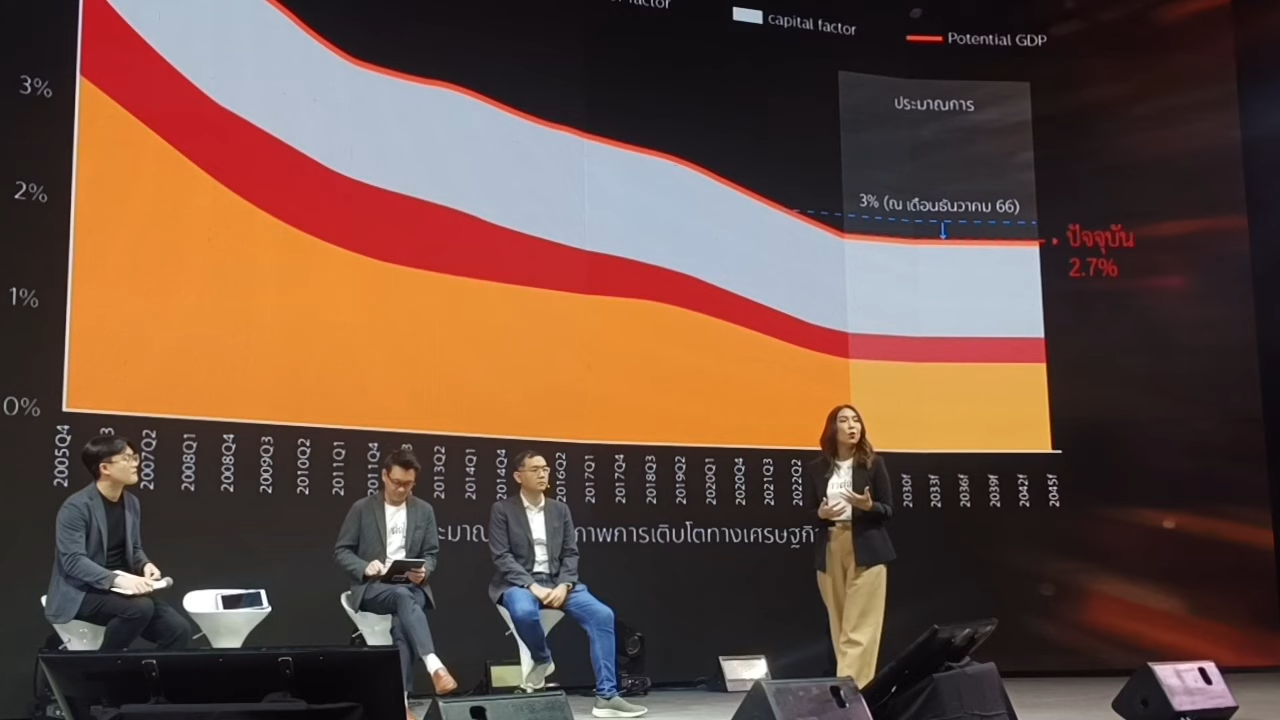 factor
capital factor
Potential GDP
3%
ประมาณการ
2%
3% (ณ เดือนธันวาคม 66)
ปัจจุบัน
2.7%
1%
0%
2005Q4
2007Q2
2008Q1
2008Q4
2009Q3
2010Q2
2011Q1
2011Q4
2013Q2
2014Q1
2014Q4
2016Q2
2017Q1
2017Q4
2018Q3
2019Q2
2020Q1
2020Q4
2021Q3
2022Q2
2030f
2033f
2036f
2039f
2042f
2045f
ภาพการเติบโตทางเศรษฐกิ